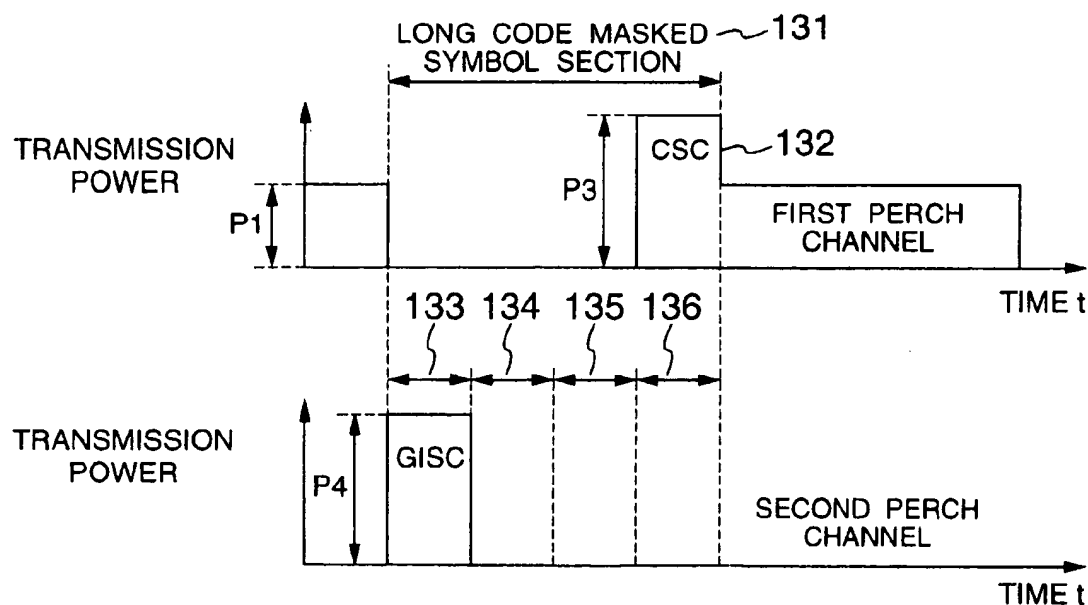 LONG CODE MASKED 131
SYMBOL SECTION
TRANSMISSION
POWER
P1
P3
CSC
132
FIRST PERCH
CHANNEL
TIME t
133 134 135 136
TRANSMISSION
POWER
P4
GISC
SECOND PERCH
CHANNEL
TIME t